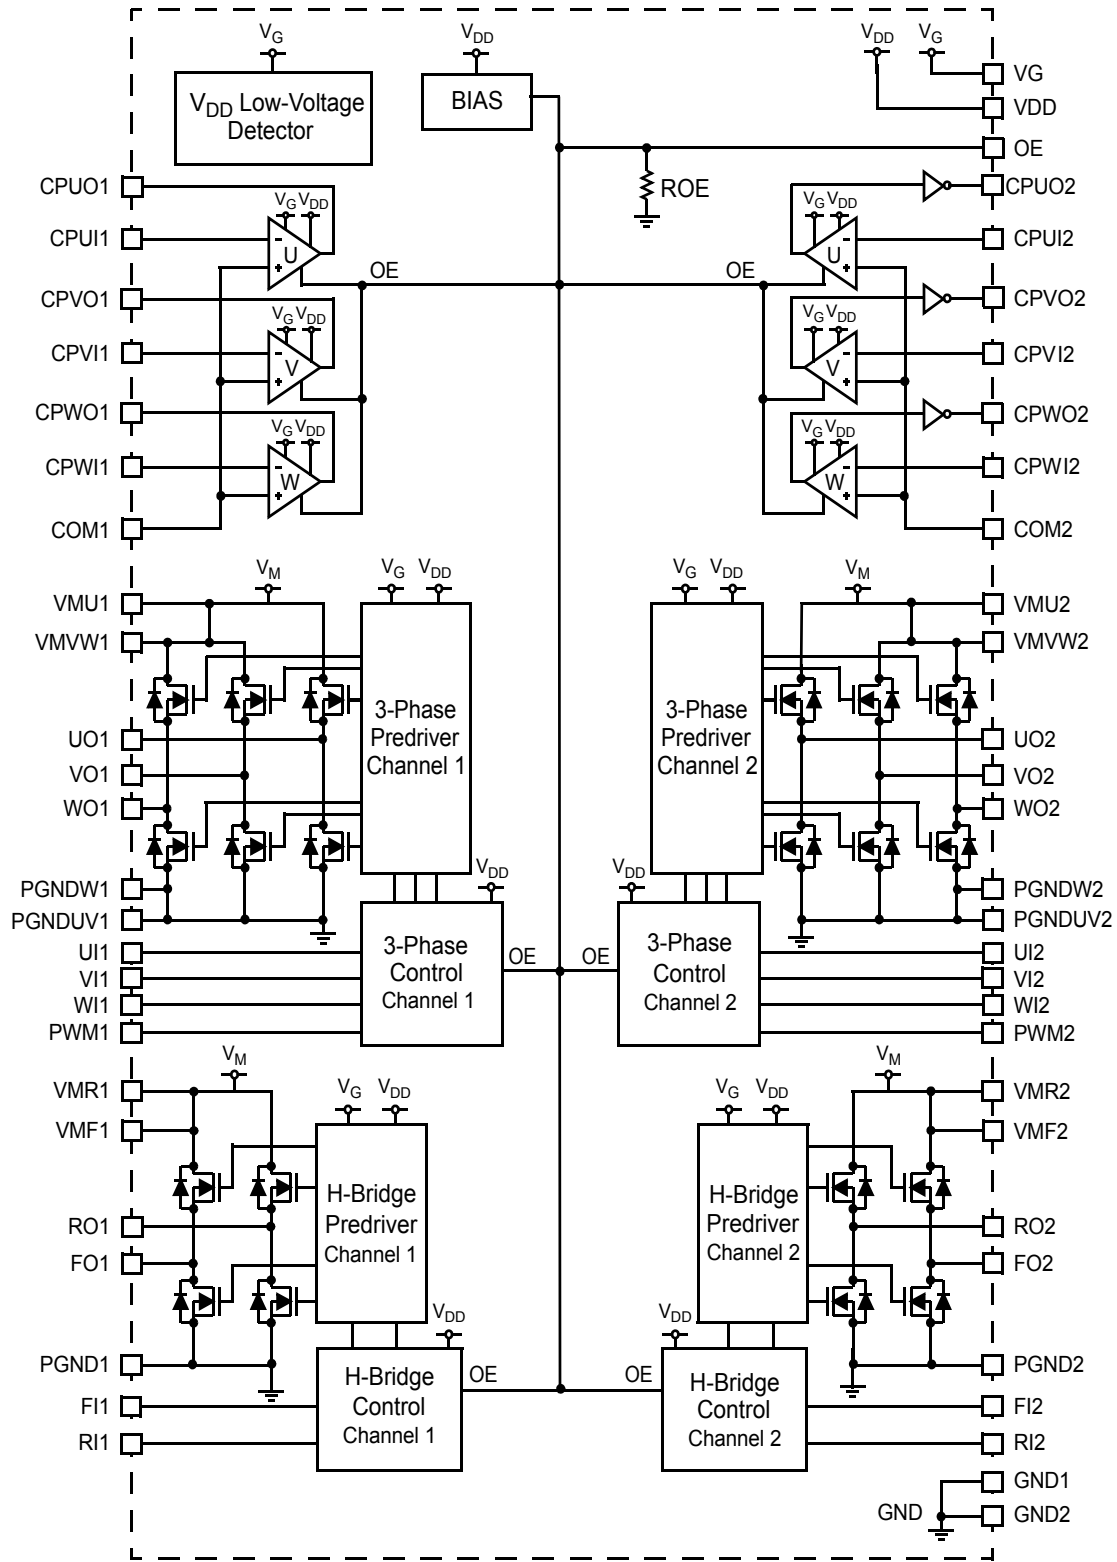 VG VDD VDD VG
VG
VDD
VDD Low-Voltage
Detector
BIAS
OE
ROE
CPUO1
CPUI1
CPVO1
CPVI1
CPWO1
CPWI1
COM1
VG VDD
U
OE
VG VDD
V
VG VDD
W
CPUO2
CPUI2
CPVO2
CPVI2
CPWO2
CPWI2
COM2
VG VDD
U
OE
VG VDD
V
VG VDD
W
VMU1
VMVW1
UO1
VO1
WO1
PGNDW1
PGNDUV1
UI1
VI1
WI1
PWM1
VM
VG VDD
3-Phase
Predriver
Channel 1
VDD
3-Phase
Control
Channel 1
OE
VG VDD
VM
3-Phase
Predriver
Channel 2
VDD
3-Phase
Control
Channel 2
OE
VMU2
VMVW2
UO2
VO2
WO2
PGNDW2
PGNDUV2
UI2
VI2
WI2
PWM2
VMR1
VMF1
RO1
FO1
PGND1
FI1
RI1
VM
VG VDD
H-Bridge
Predriver
Channel 1
VDD
H-Bridge
Control
Channel 1
OE
VG VDD
VM
H-Bridge
Predriver
Channel 2
VDD
H-Bridge
Control
Channel 2
OE
VMR2
VMF2
RO2
FO2
PGND2
FI2
RI2
GND1
GND
GND2